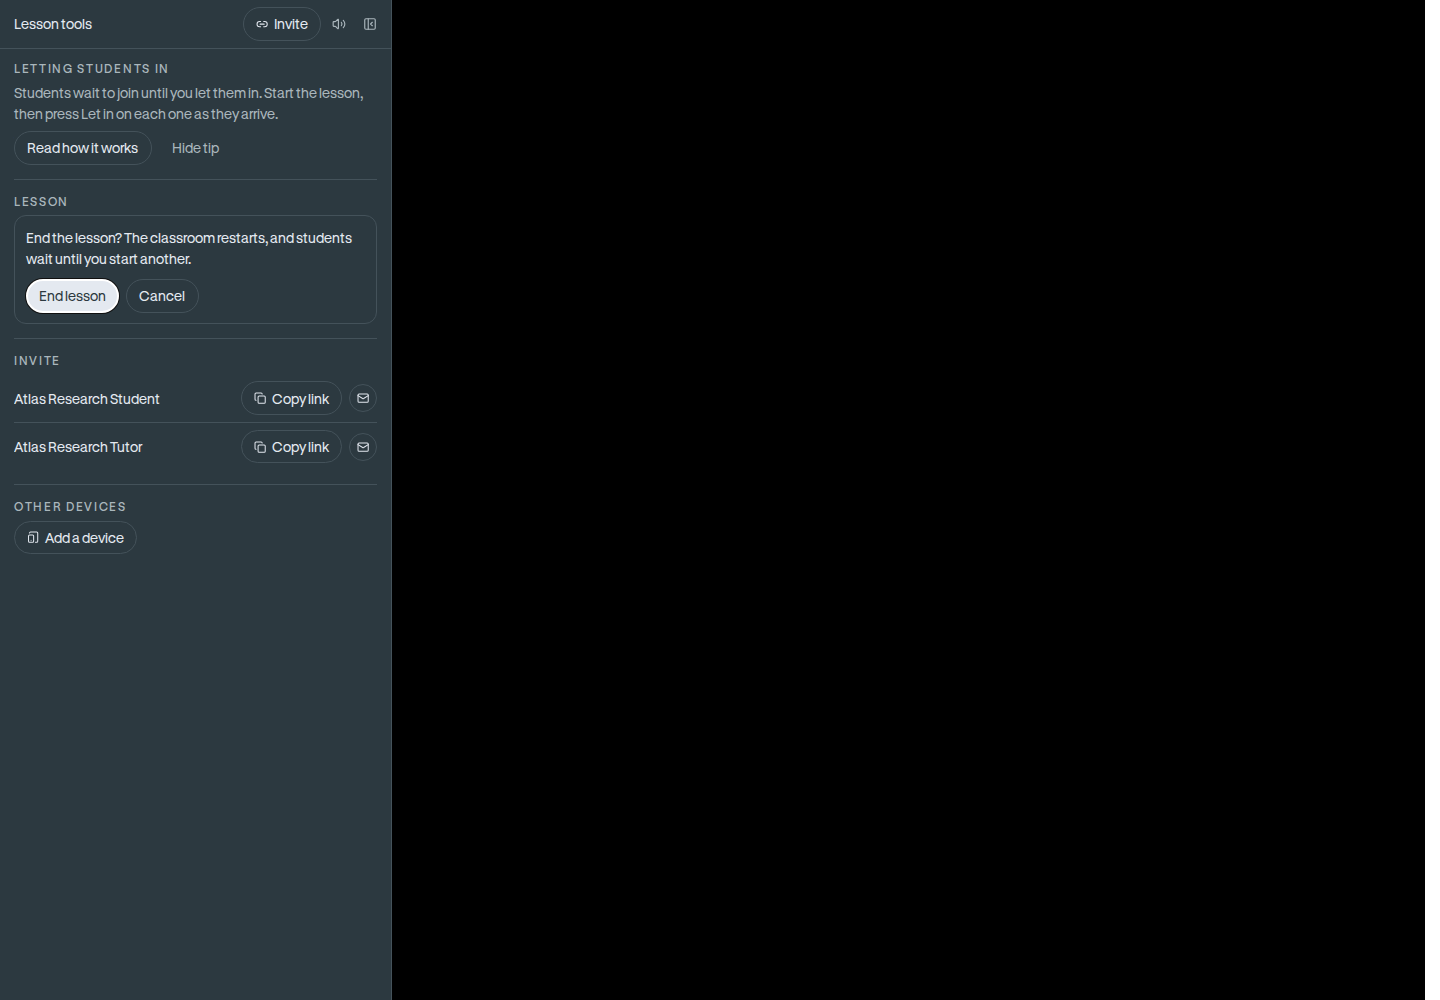 Lesson tools
Invite
LETTING STUDENTS IN
Students wait to join until you let them in. Start the lesson,
then press Let in on each one as they arrive.
Read how it works
Hide tip
LESSON
End the lesson? The classroom restarts, and students
wait until you start another.
End lesson
Cancel
INVITE
Atlas Research Student
Copy link
Atlas Research Tutor
Copy link
OTHER DEVICES
Add a device